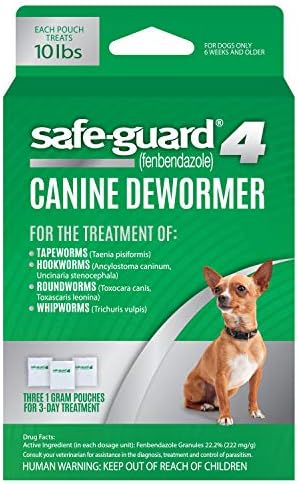 EACH POUCH
TREATS
10lbs
FOR DOGS ONLY
6 WEEKS AND OLDER
safe-guard® 4
(fenbendazole)
CANINE DEWORMER
FOR THE TREATMENT OF:
• TAPEWORMS (Taenia pisiformis)
• HOOKWORMS (Ancylostoma caninum,
Uncinaria stenocephala)
• ROUNDWORMS (Toxocara canis,
Toxascaris leonina)
• WHIPWORMS (Trichuris vulpis)
THREE 1 GRAM POUCHES
FOR 3-DAY TREATMENT
Drug Facts:
Active Ingredient (in each dosage unit): Fenbendazole Granules 22.2% (222 mg/g)
Consult your veterinarian for assistance in the diagnosis, treatment and control of parasitism.
HUMAN WARNING: KEEP OUT OF REACH OF CHILDREN